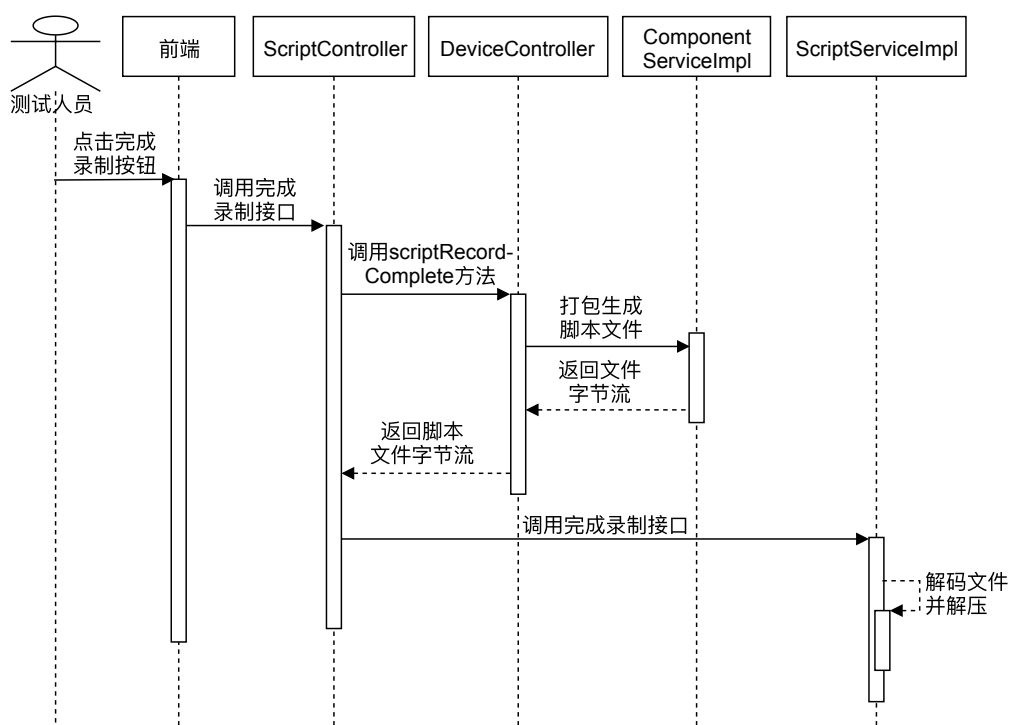 测试人员
前端
ScriptController
DeviceController
Component
ServiceImpl
ScriptServiceImpl
点击完成
录制按钮
调用完成
录制接口
调用scriptRecord-
Complete方法
打包生成
脚本文件
返回文件
字节流
返回脚本
文件字节流
调用完成录制接口
解码文件
并解压